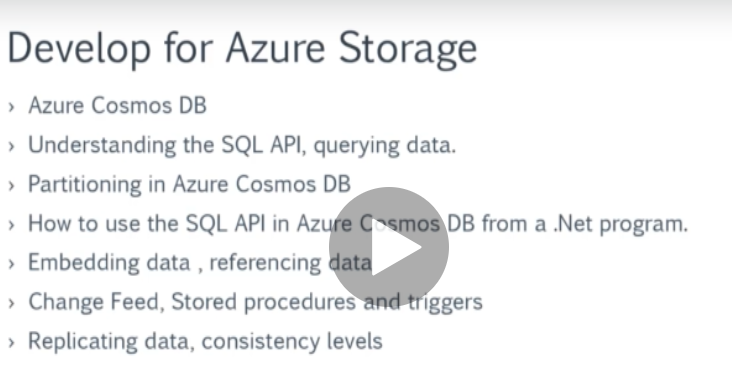 Develop for Azure Storage
› Azure Cosmos DB
› Understanding the SQL API, querying data.
› Partitioning in Azure Cosmos DB
› How to use the SQL API in Azure Cosmos DB from a .Net program.
› Embedding data , referencing data
› Change Feed, Stored procedures and triggers
› Replicating data, consistency levels